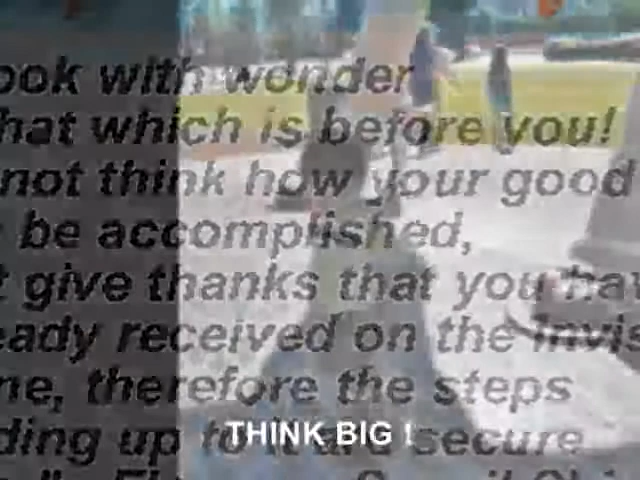 ook with wonder
hat which is before you!
not think how your good
be accomplished,
t give thanks that you hav
eady received on the invis
ne, therefore the steps
ding up to it are secure
THINK BIG !